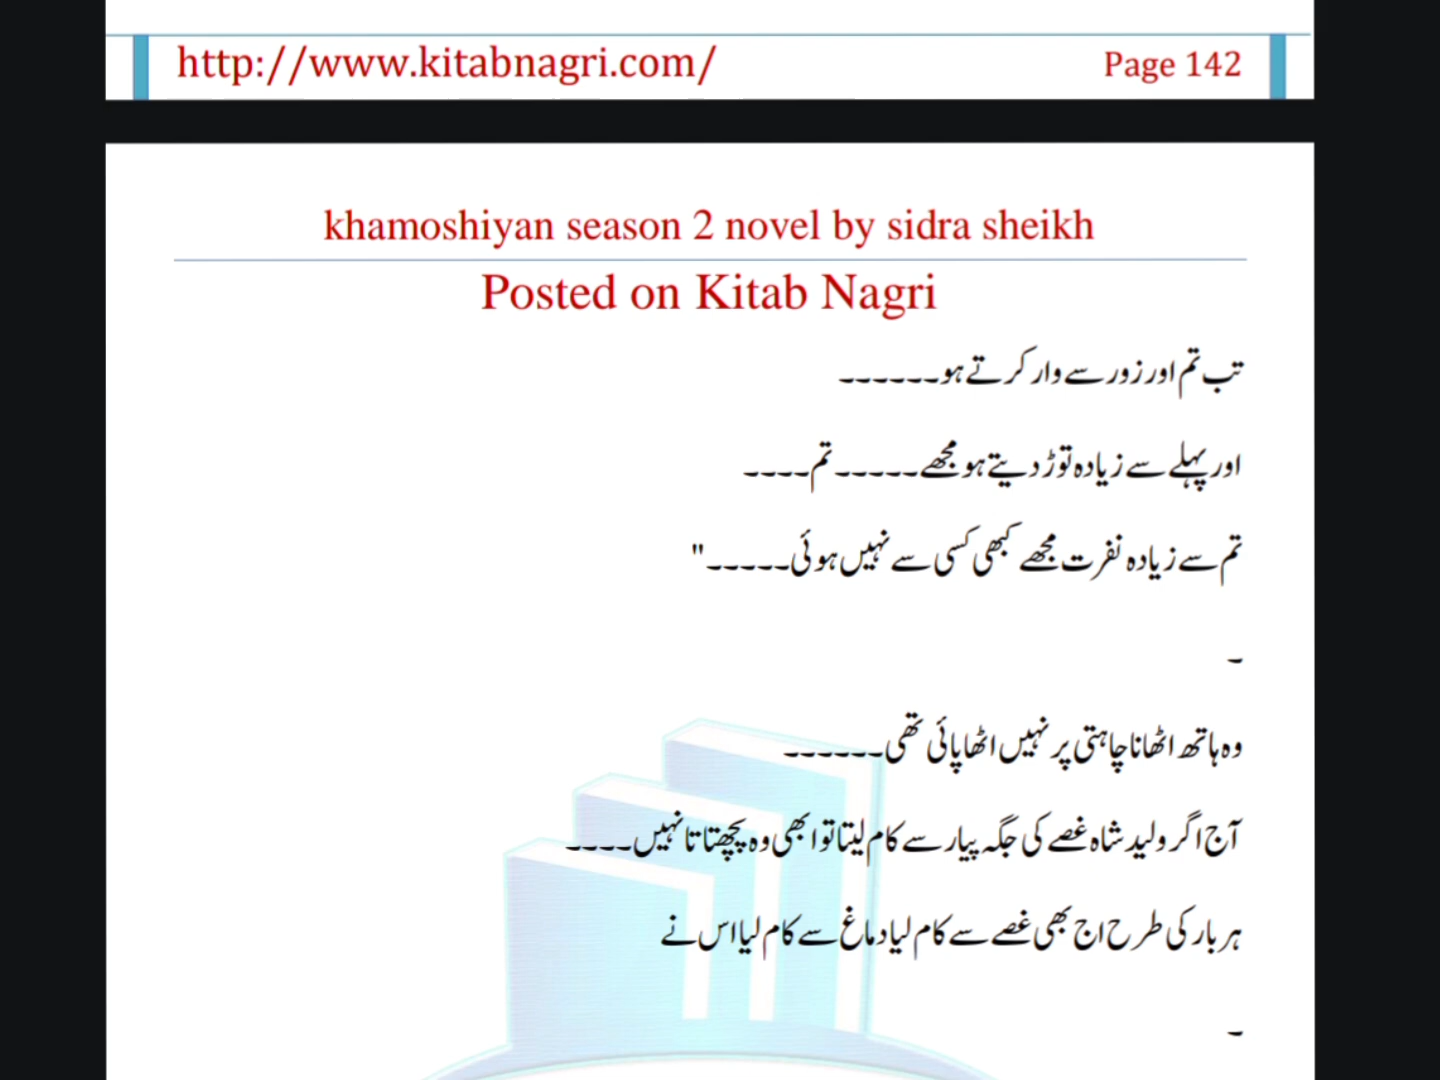 http://www.kitabnagri.com/ Page 142
khamoshiyan season 2 novel by sidra sheikh
Posted on Kitab Nagri
تب تم اور زور سے وار کرتے ہو۔۔۔۔۔۔
اور پہلے سے زیادہ توڑ دیتے ہو مجھے۔۔۔۔۔ تم۔۔۔۔
تم سے زیادہ نفرت مجھے کبھی کسی سے نہیں ہوئی۔۔۔۔۔"
۔
وہ ہاتھ اٹھانا چاہتی پر نہیں اٹھا پائی تھی۔۔۔۔۔۔
آج اگر ولید شاہ غصے کی جگہ پیار سے کام لیتا تو ابھی وہ پچھتاتا نہیں۔۔۔۔
ہر بار کی طرح اج بھی غصے سے کام لیا دماغ سے کام لیا اس نے
۔